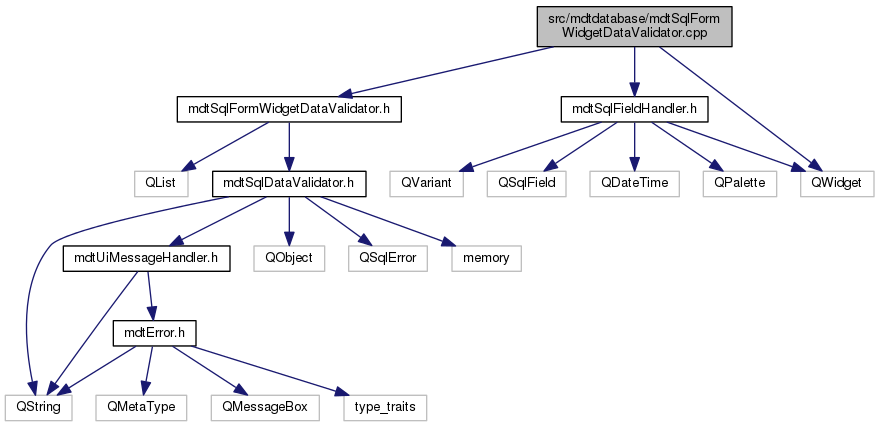 src/mdtdatabase/mdtSqlForm
WidgetDataValidator.cpp
mdtSqlFormWidgetDataValidator.h
mdtSqlFieldHandler.h
QList
mdtSqlDataValidator.h
QVariant
QSqlField
QDateTime
QPalette
QWidget
mdtUiMessageHandler.h
QObject
QSqlError
memory
mdtError.h
QString
QMetaType
QMessageBox
type_traits